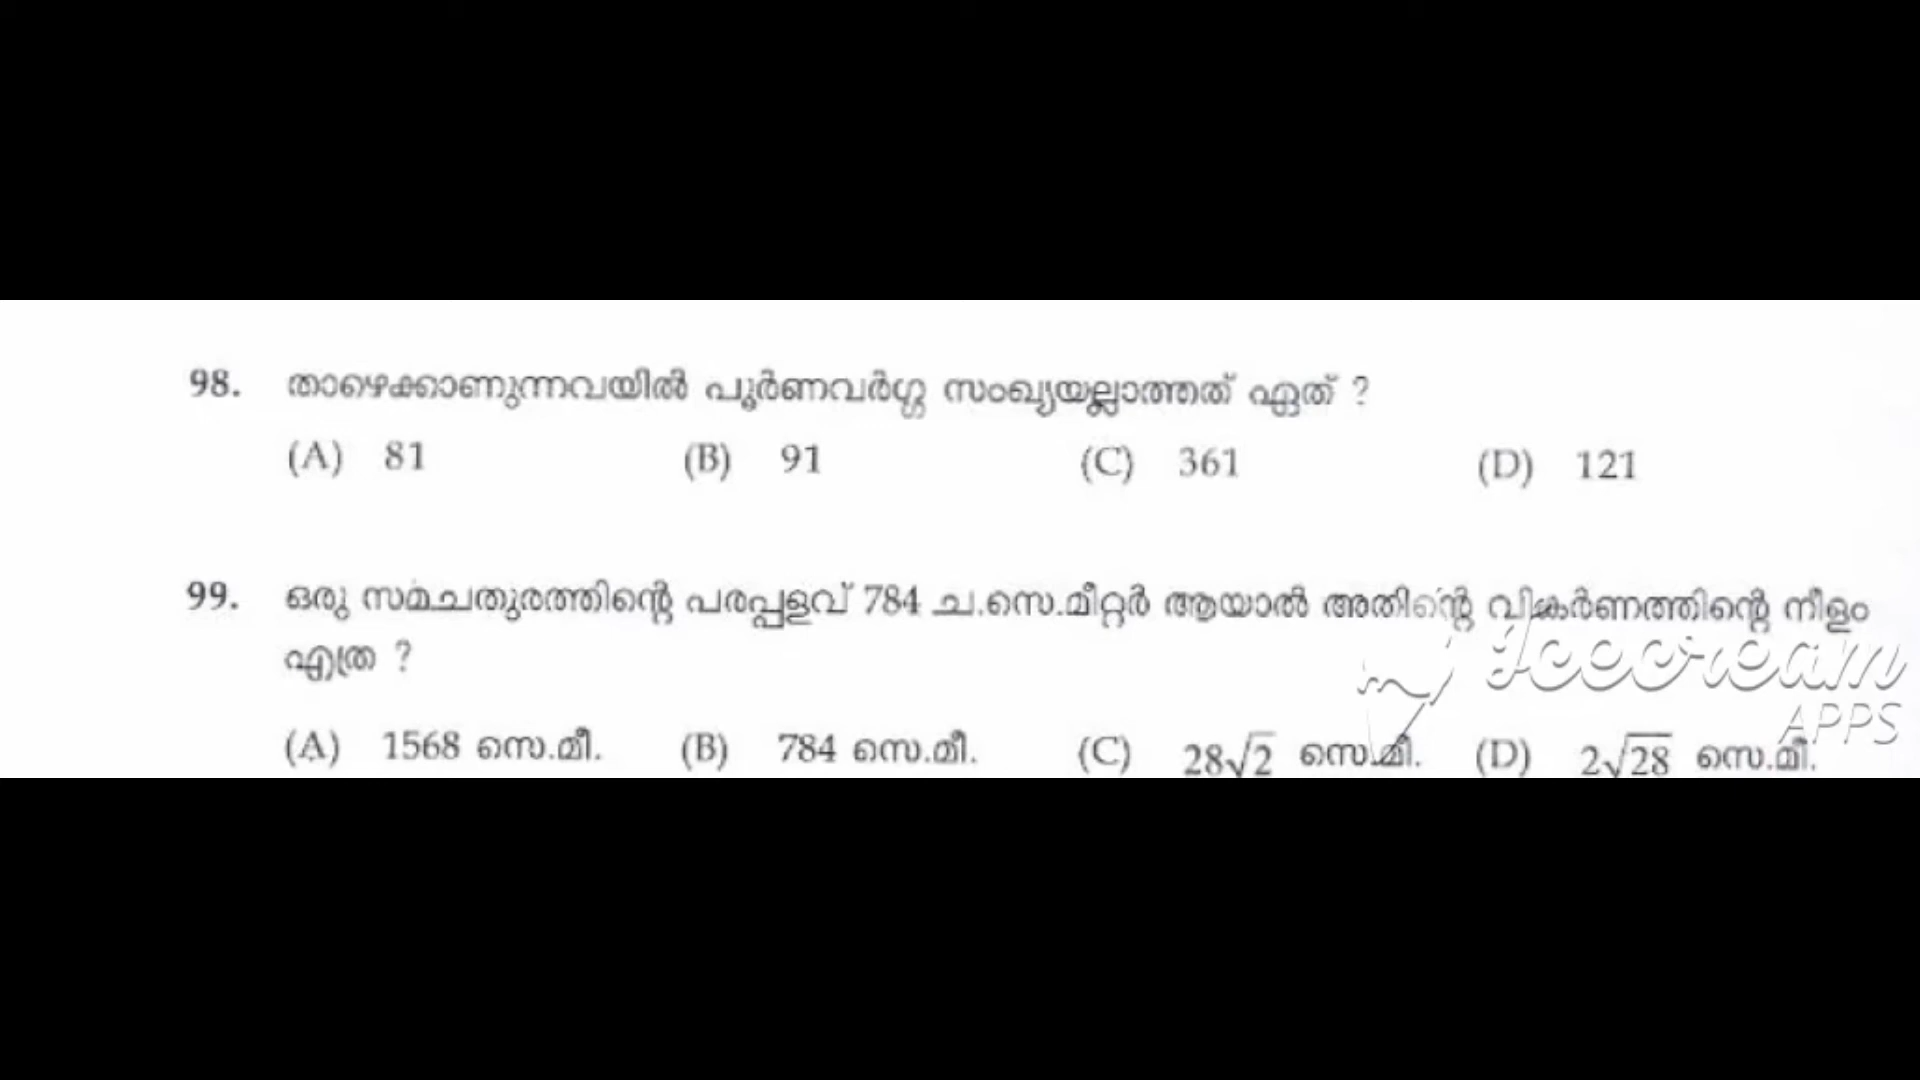 98. താഴെക്കാണുന്നവയിൽ പൂർണവർഗ്ഗ സംഖ്യയല്ലാത്തത് ഏത് ?
(A) 81 (B) 91 (C) 361 (D) 121
99. ഒരു സമചതുരത്തിന്റെ പരപ്പളവ് 784 ച.സെ.മീറ്റർ ആയാൽ അതിന്റെ വികർണത്തിന്റെ നീളം
എത്ര ?
Icecream
APPS
(A) 1568 സെ.മീ. (B) 784 സെ.മീ. (C) 28√2 സെ.മീ. (D) 2√28 സെ.മീ.